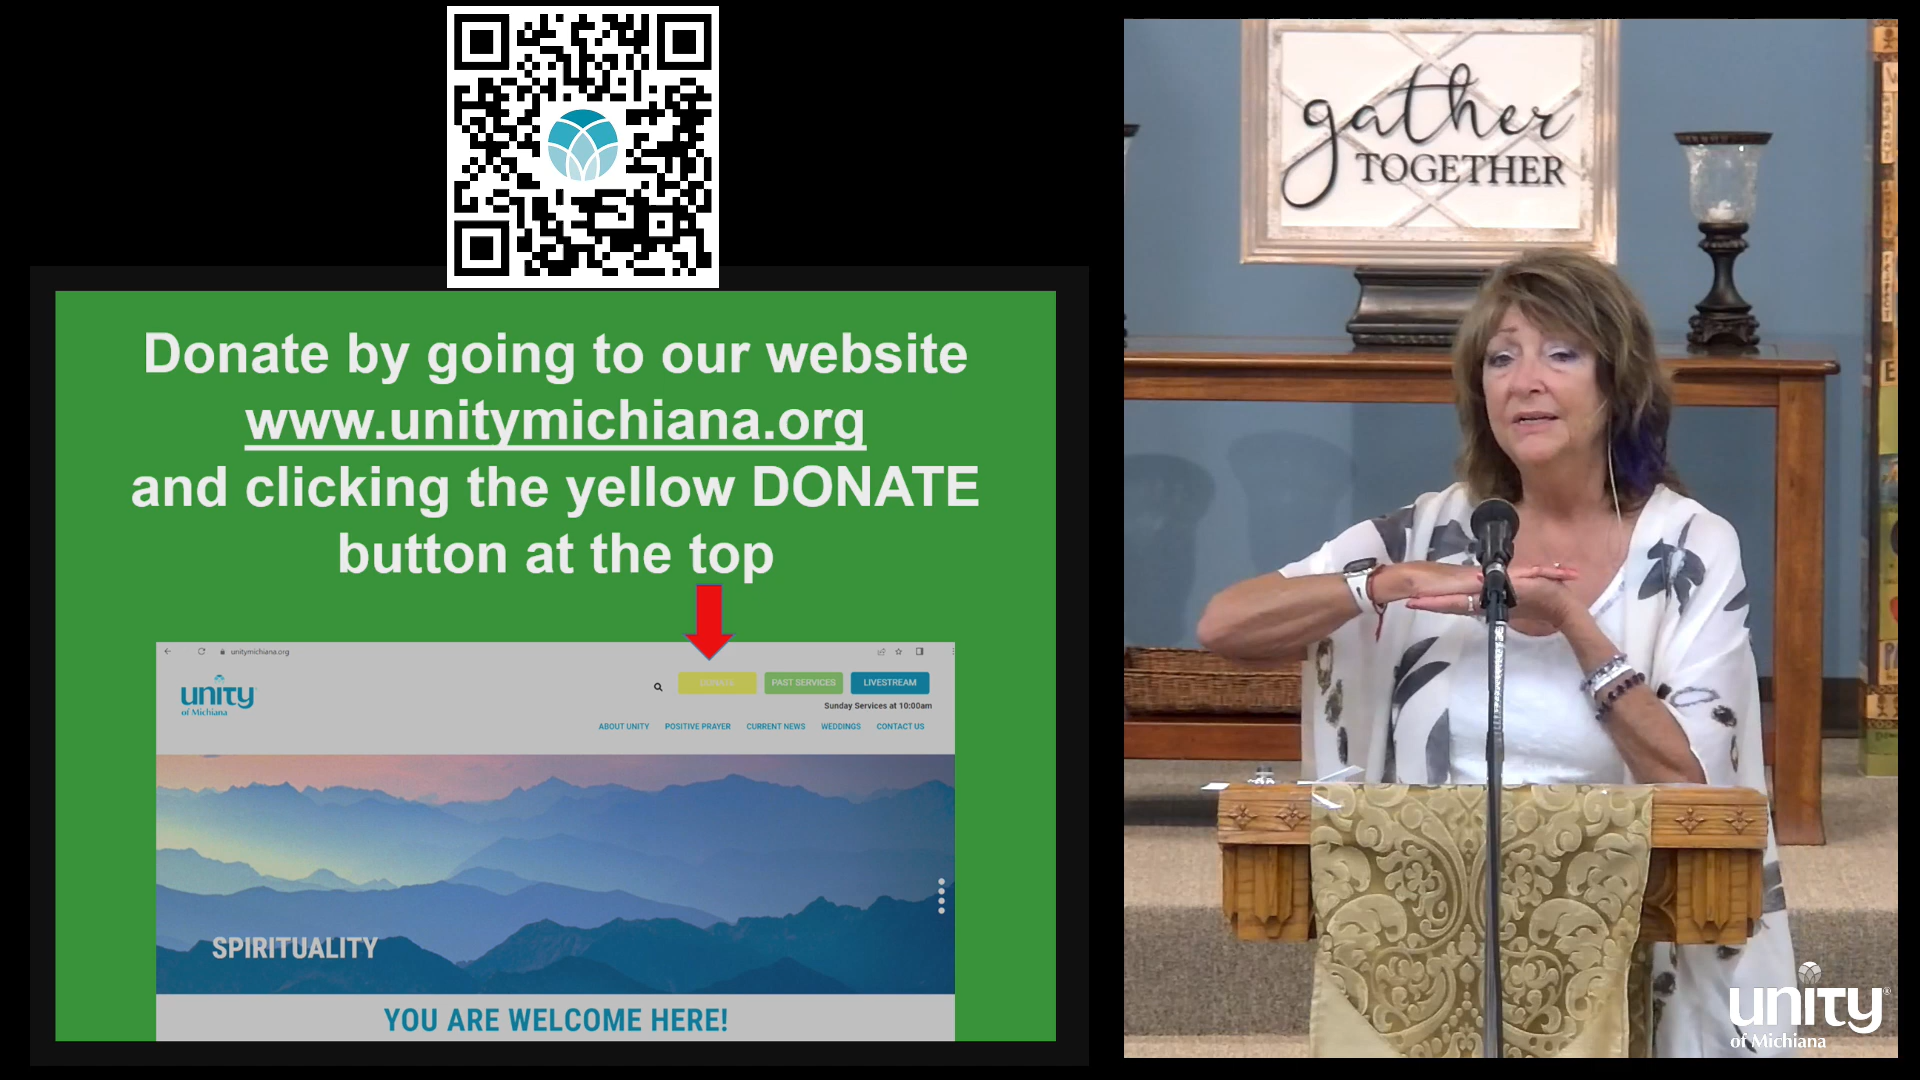 Donate by going to our website
www.unitymichiana.org
and clicking the yellow DONATE
button at the top
unitymichiana.org
unity
of Michiana
DONATE
PAST SERVICES
LIVESTREAM
Sunday Services at 10:00am
ABOUT UNITY
POSITIVE PRAYER
CURRENT NEWS
WEDDINGS
CONTACT US
SPIRITUALITY
YOU ARE WELCOME HERE!
gather
TOGETHER
unity®
of Michiana